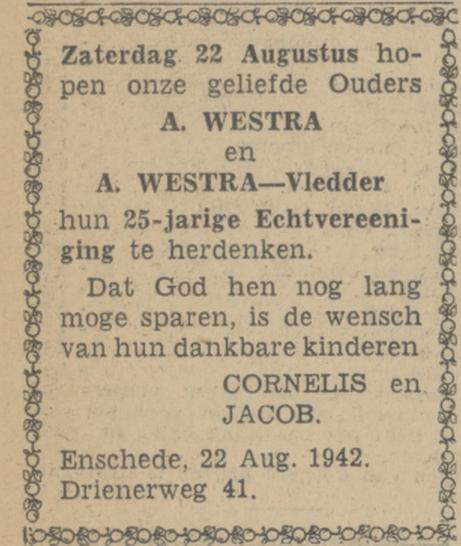 Zaterdag 22 Augustus ho-
pen onze geliefde Ouders
A. WESTRA
en
A. WESTRA—Vledder
hun 25-jarige Echtvereeni-
ging te herdenken.
Dat God hen nog lang
moge sparen, is de wensch
van hun dankbare kinderen
CORNELIS en
JACOB.
Enschede, 22 Aug. 1942.
Drienerweg 41.